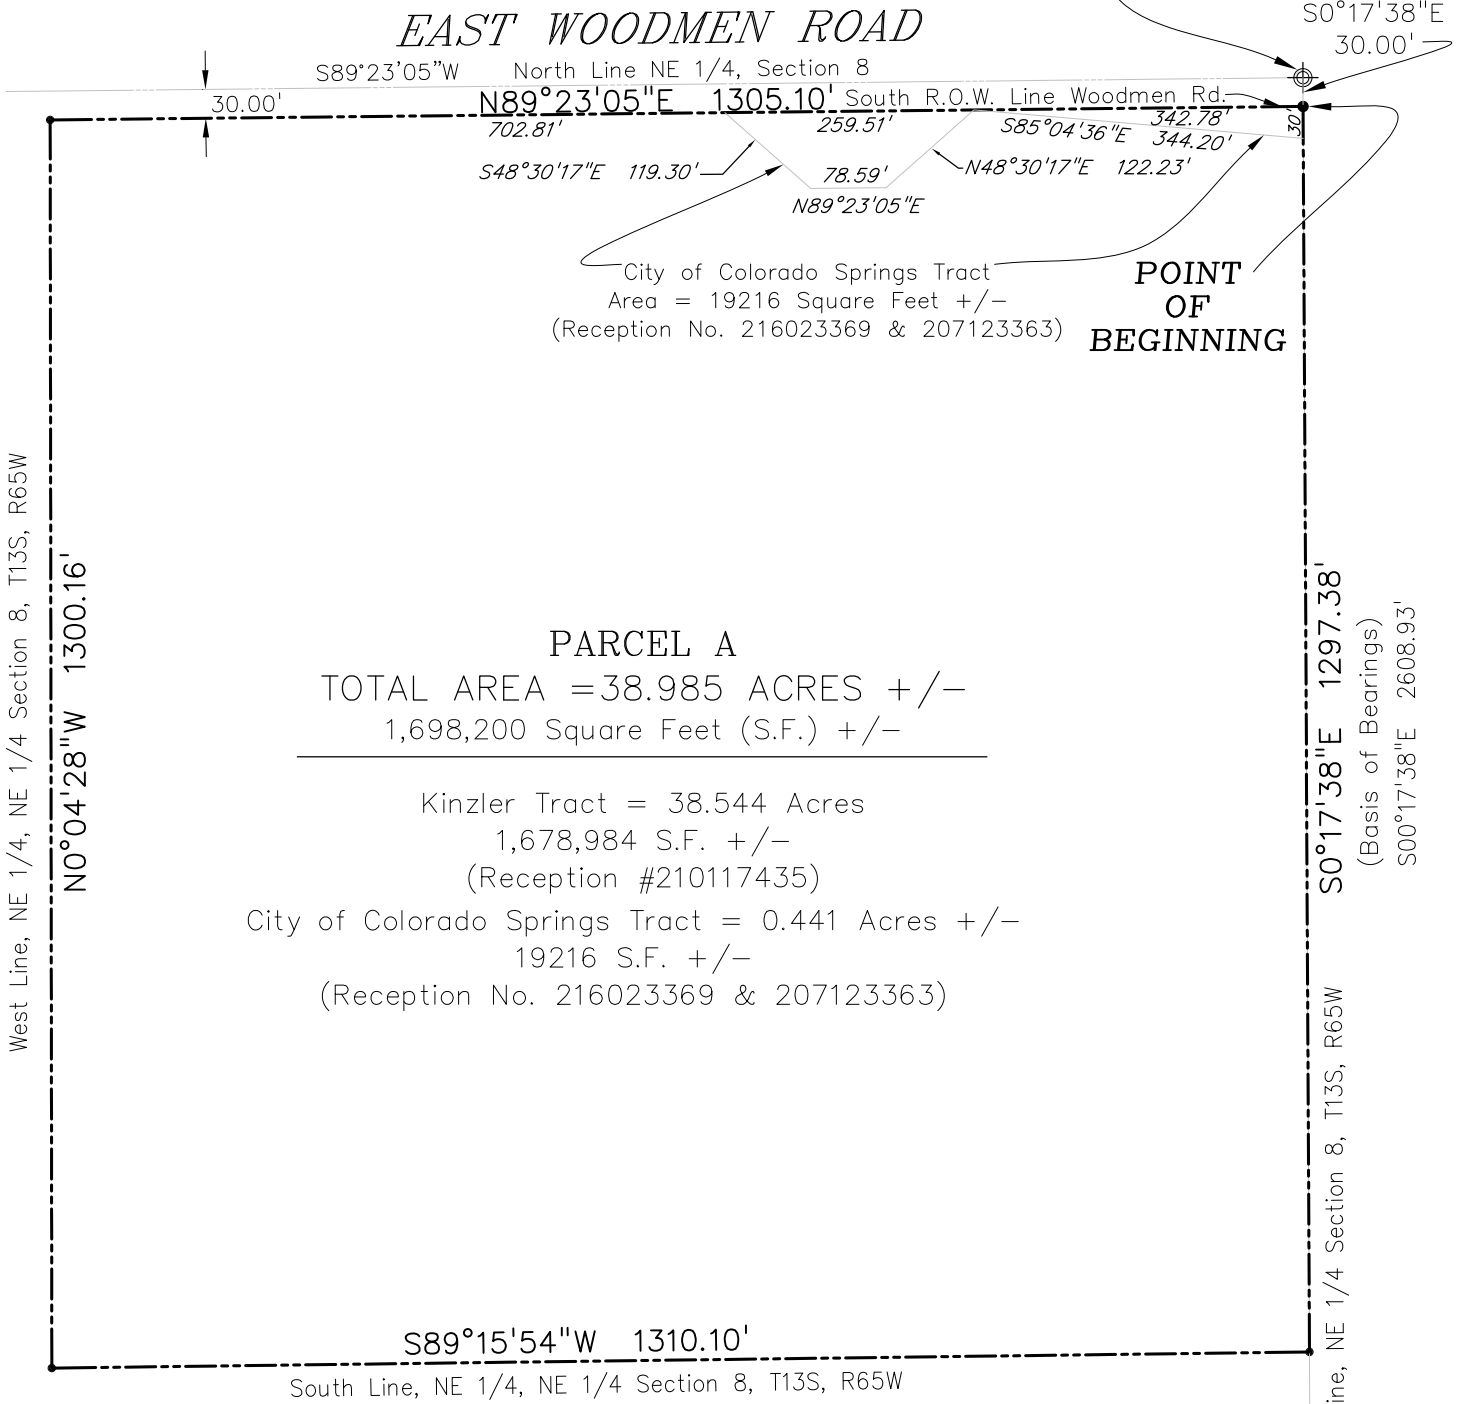 EAST WOODMEN ROAD
S0°17'38"E
30.00'
S89°23'05"W North Line NE 1/4, Section 8
30.00'
N89°23'05"E 1305.10' South R.O.W. Line Woodmen Rd.
702.81'
259.51'
342.78'
S85°04'36"E 344.20'
30'
S48°30'17"E 119.30'
78.59'
N48°30'17"E 122.23'
N89°23'05"E
City of Colorado Springs Tract
Area = 19216 Square Feet +/-
(Reception No. 216023369 & 207123363)
POINT
OF
BEGINNING
West Line, NE 1/4, NE 1/4 Section 8, T13S, R65W
N0°04'28"W 1300.16'
PARCEL A
TOTAL AREA =38.985 ACRES +/-
1,698,200 Square Feet (S.F.) +/-
Kinzler Tract = 38.544 Acres
1,678,984 S.F. +/-
(Reception #210117435)
City of Colorado Springs Tract = 0.441 Acres +/-
19216 S.F. +/-
(Reception No. 216023369 & 207123363)
S0°17'38"E 1297.38'
(Basis of Bearings)
S00°17'38"E 2608.93'
ine, NE 1/4 Section 8, T13S, R65W
S89°15'54"W 1310.10'
South Line, NE 1/4, NE 1/4 Section 8, T13S, R65W